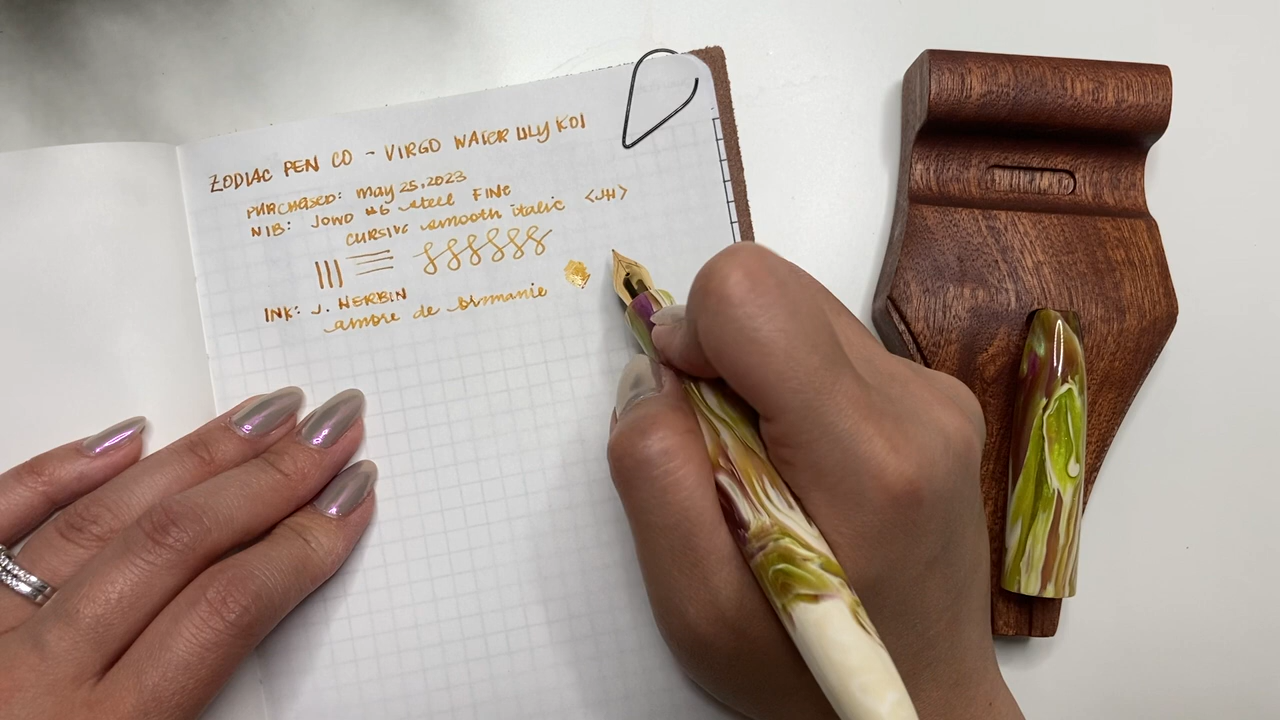 ZODIAC PEN CO - VIRGO WATER LILY KOI
PURCHASED: may 25, 2023
NIB: JOWO #6 steel FINE
CURSIVE smooth italic <JH>
INK: J. HERBIN
ambre de birmanie